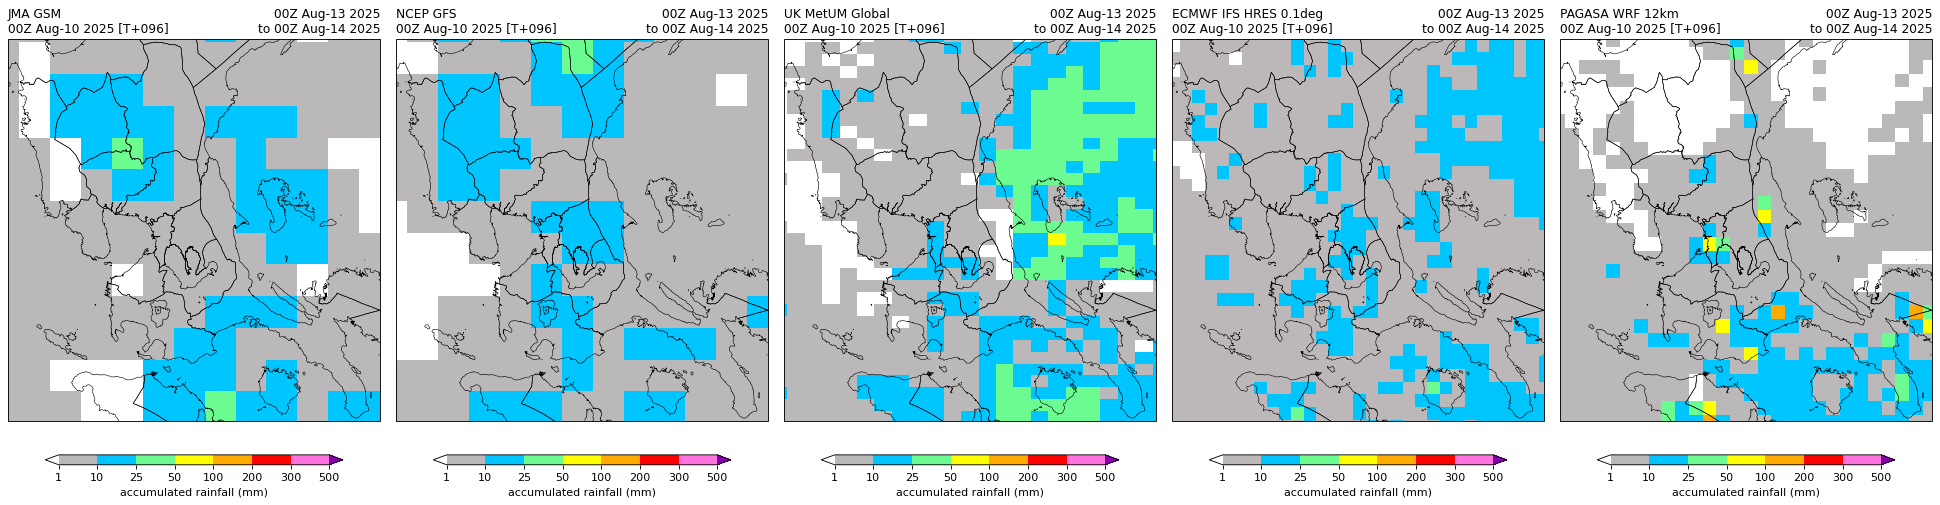 JMA GSM
00Z Aug-13 2025
00Z Aug-10 2025 [T+096]
to 00Z Aug-14 2025
NCEP GFS
00Z Aug-13 2025
00Z Aug-10 2025 [T+096]
to 00Z Aug-14 2025
UK MetUM Global
00Z Aug-13 2025
00Z Aug-10 2025 [T+096]
to 00Z Aug-14 2025
ECMWF IFS HRES 0.1deg
00Z Aug-13 2025
00Z Aug-10 2025 [T+096]
to 00Z Aug-14 2025
PAGASA WRF 12km
00Z Aug-13 2025
00Z Aug-10 2025 [T+096]
to 00Z Aug-14 2025
1 10 25 50 100 200 300 500
accumulated rainfall (mm)
1 10 25 50 100 200 300 500
accumulated rainfall (mm)
1 10 25 50 100 200 300 500
accumulated rainfall (mm)
1 10 25 50 100 200 300 500
accumulated rainfall (mm)
1 10 25 50 100 200 300 500
accumulated rainfall (mm)